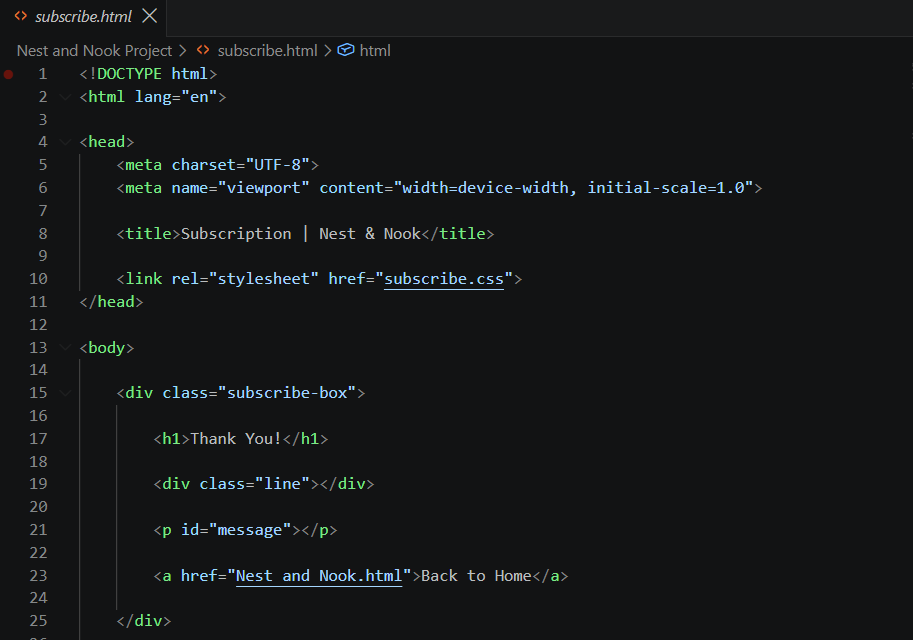 subscribe.html
Nest and Nook Project > subscribe.html > html
1 <!DOCTYPE html>
2 <html lang="en">
3
4 <head>
5 <meta charset="UTF-8">
6 <meta name="viewport" content="width=device-width, initial-scale=1.0">
7
8 <title>Subscription | Nest & Nook</title>
9
10 <link rel="stylesheet" href="subscribe.css">
11 </head>
12
13 <body>
14
15 <div class="subscribe-box">
16
17 <h1>Thank You!</h1>
18
19 <div class="line"></div>
20
21 <p id="message"></p>
22
23 <a href="Nest and Nook.html">Back to Home</a>
24
25 </div>